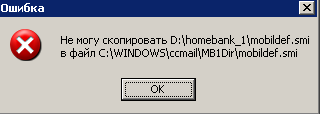 Ошибка
Не могу скопировать D:\homebank_1\mobildef.smi
в файл C:\WINDOWS\ccmail\MB1Dir\mobildef.smi
OK